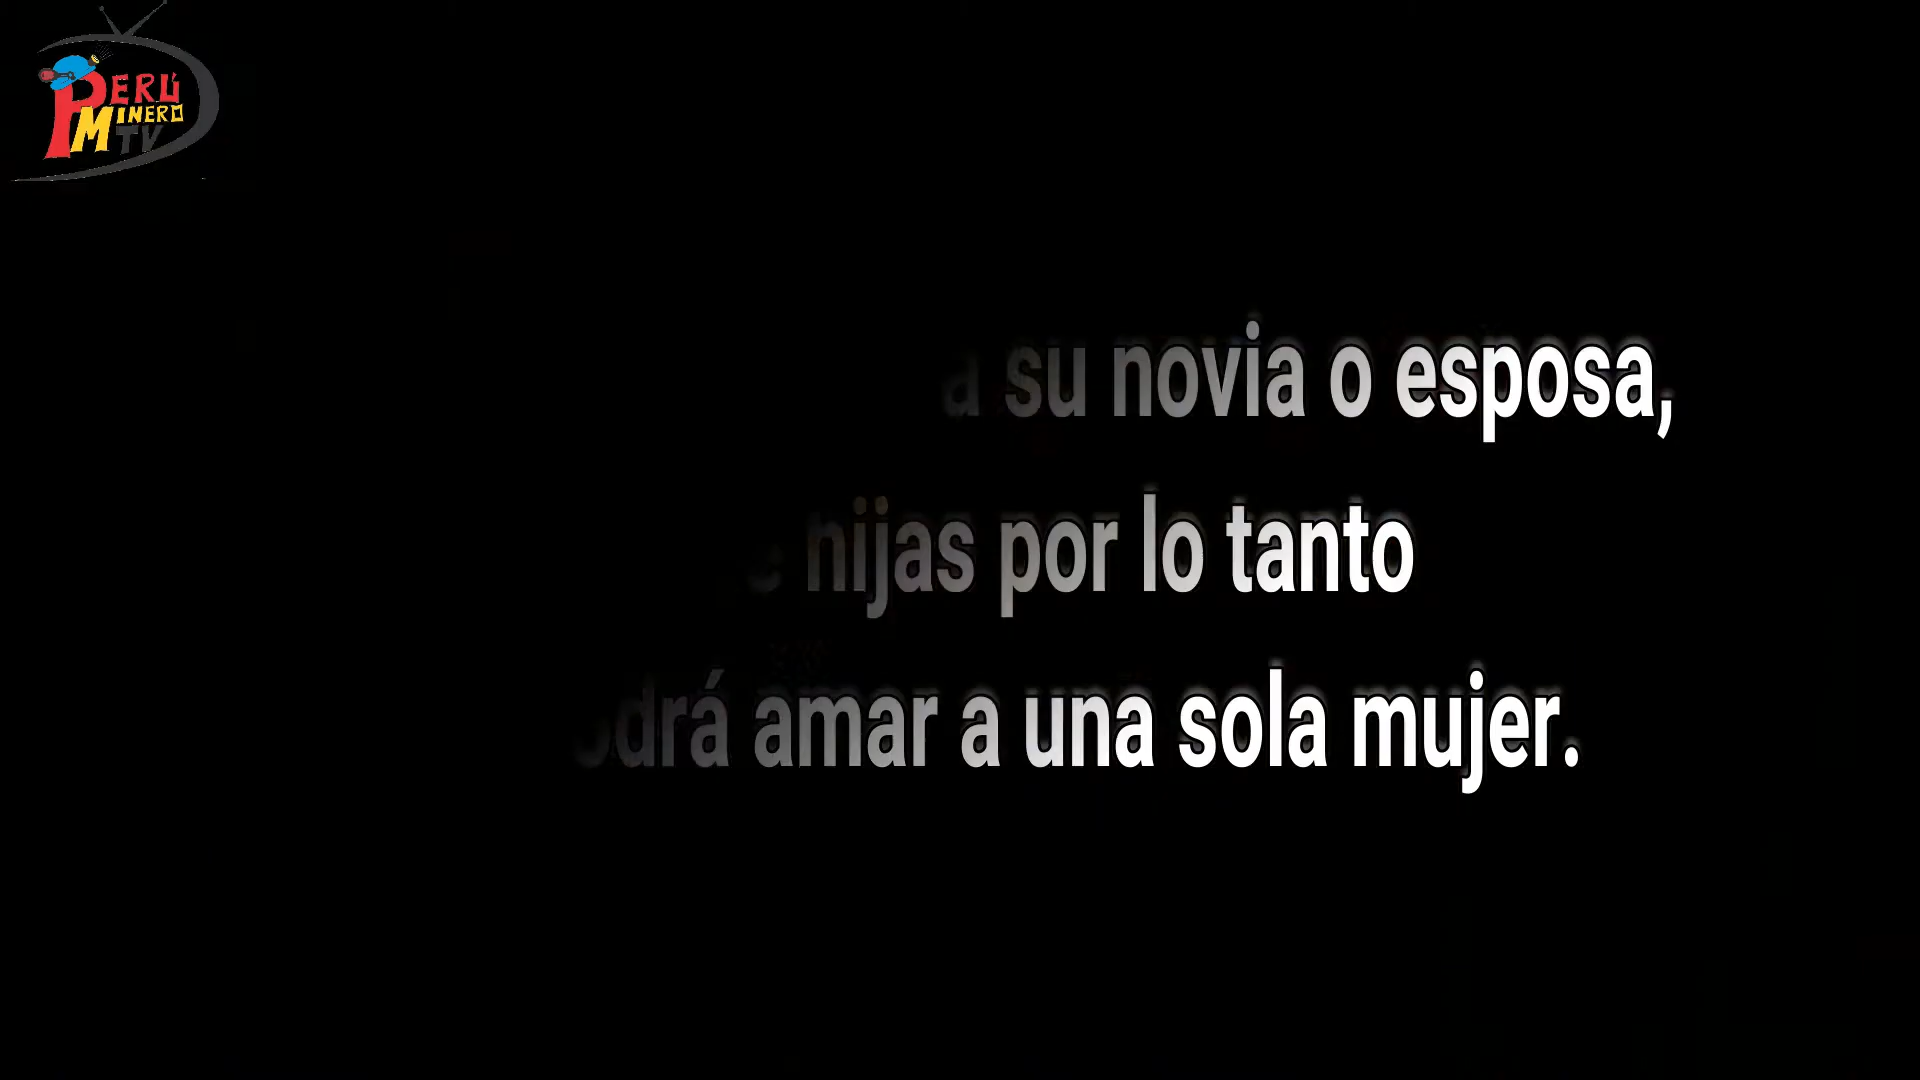 PERÚ
MINERO
TV
a su novia o esposa,
hijas por lo tanto
amar a una sola mujer.